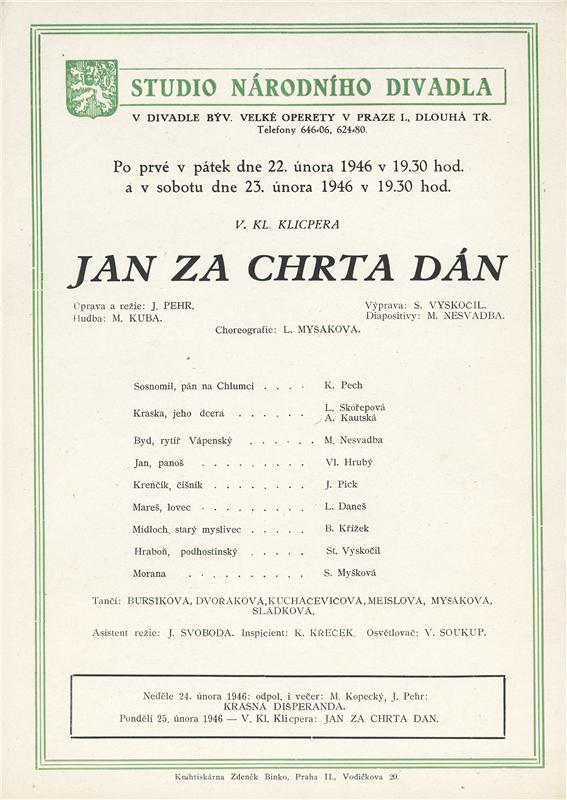 STUDIO NÁRODNÍHO DIVADLA
V DIVADLE BÝV. VELKÉ OPERETY V PRAZE I., DLOUHÁ TŘ.
Telefony 646-06, 624-80.
Po prvé v pátek dne 22. února 1946 v 19.30 hod.
a v sobotu dne 23. února 1946 v 19.30 hod.
V. KL. KLICPERA
JAN ZA CHRTA DÁN
Oprava a režie: J. PEHR. Výprava: S. VYSKOČIL.
Hudba: M. KUBA. Diapositivy: M. NESVADBA.
Choreografie: L. MYŠÁKOVÁ.
Sosnomil, pán na Chlumci . . . . K. Pech
Kraska, jeho dcera . . . . . . L. Skořepová
A. Kautská
Byd, rytíř Vápenský . . . . . . M. Nesvadba
Jan, panoš . . . . . . . . . Vl. Hrubý
Krenčík, číšník . . . . . . . . J. Pick
Mareš, lovec . . . . . . . . . L. Daneš
Midloch, starý myslivec . . . . . B. Křížek
Hraboň, podhostinský . . . . . St. Vyskočil
Morana . . . . . . . . . . S. Myšková
Tančí: BURSÍKOVÁ, DVOŘÁKOVÁ, KUCHAČEVIČOVÁ, MEISLOVÁ, MYŠÁKOVÁ,
SLÁDKOVÁ.
Asistent režie: J. SVOBODA. Inspicient: K. KŘEČEK. Osvětlovač: V. SOUKUP.
Neděle 24. února 1946: odpol. i večer: M. Kopecký, J. Pehr:
KRÁSNÁ DIŠPERANDA.
Pondělí 25. února 1946 — V. Kl. Klicpera: JAN ZA CHRTA DÁN.
Knihtiskárna Zdeněk Binko, Praha II., Vodičkova 20.